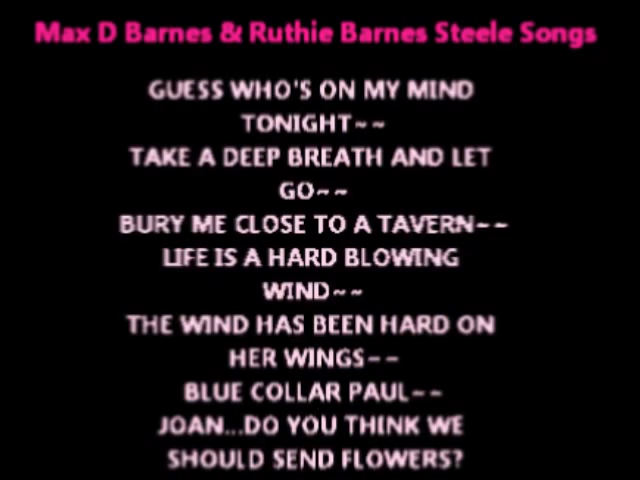 Max D Barnes & Ruthie Barnes Steele Songs
GUESS WHO'S ON MY MIND
TONIGHT~~
TAKE A DEEP BREATH AND LET
GO~~
BURY ME CLOSE TO A TAVERN~~
LIFE IS A HARD BLOWING
WIND~~
THE WIND HAS BEEN HARD ON
HER WINGS~~
BLUE COLLAR PAUL~~
JOAN...DO YOU THINK WE
SHOULD SEND FLOWERS?